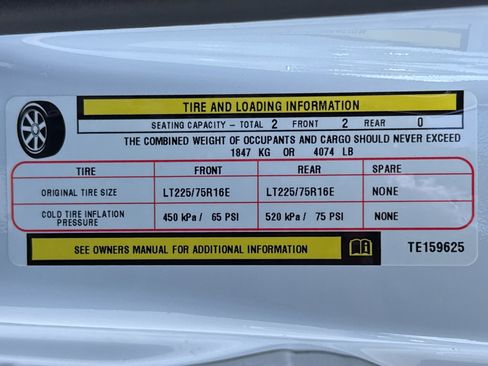 TIRE AND LOADING INFORMATION
SEATING CAPACITY – TOTAL 2 FRONT 2 REAR 0
THE COMBINED WEIGHT OF OCCUPANTS AND CARGO SHOULD NEVER EXCEED
1847 KG OR 4074 LB
TIRE FRONT REAR SPARE
ORIGINAL TIRE SIZE LT225/75R16E LT225/75R16E NONE
COLD TIRE INFLATION PRESSURE 450 kPa / 65 PSI 520 kPa / 75 PSI NONE
SEE OWNERS MANUAL FOR ADDITIONAL INFORMATION TE159625